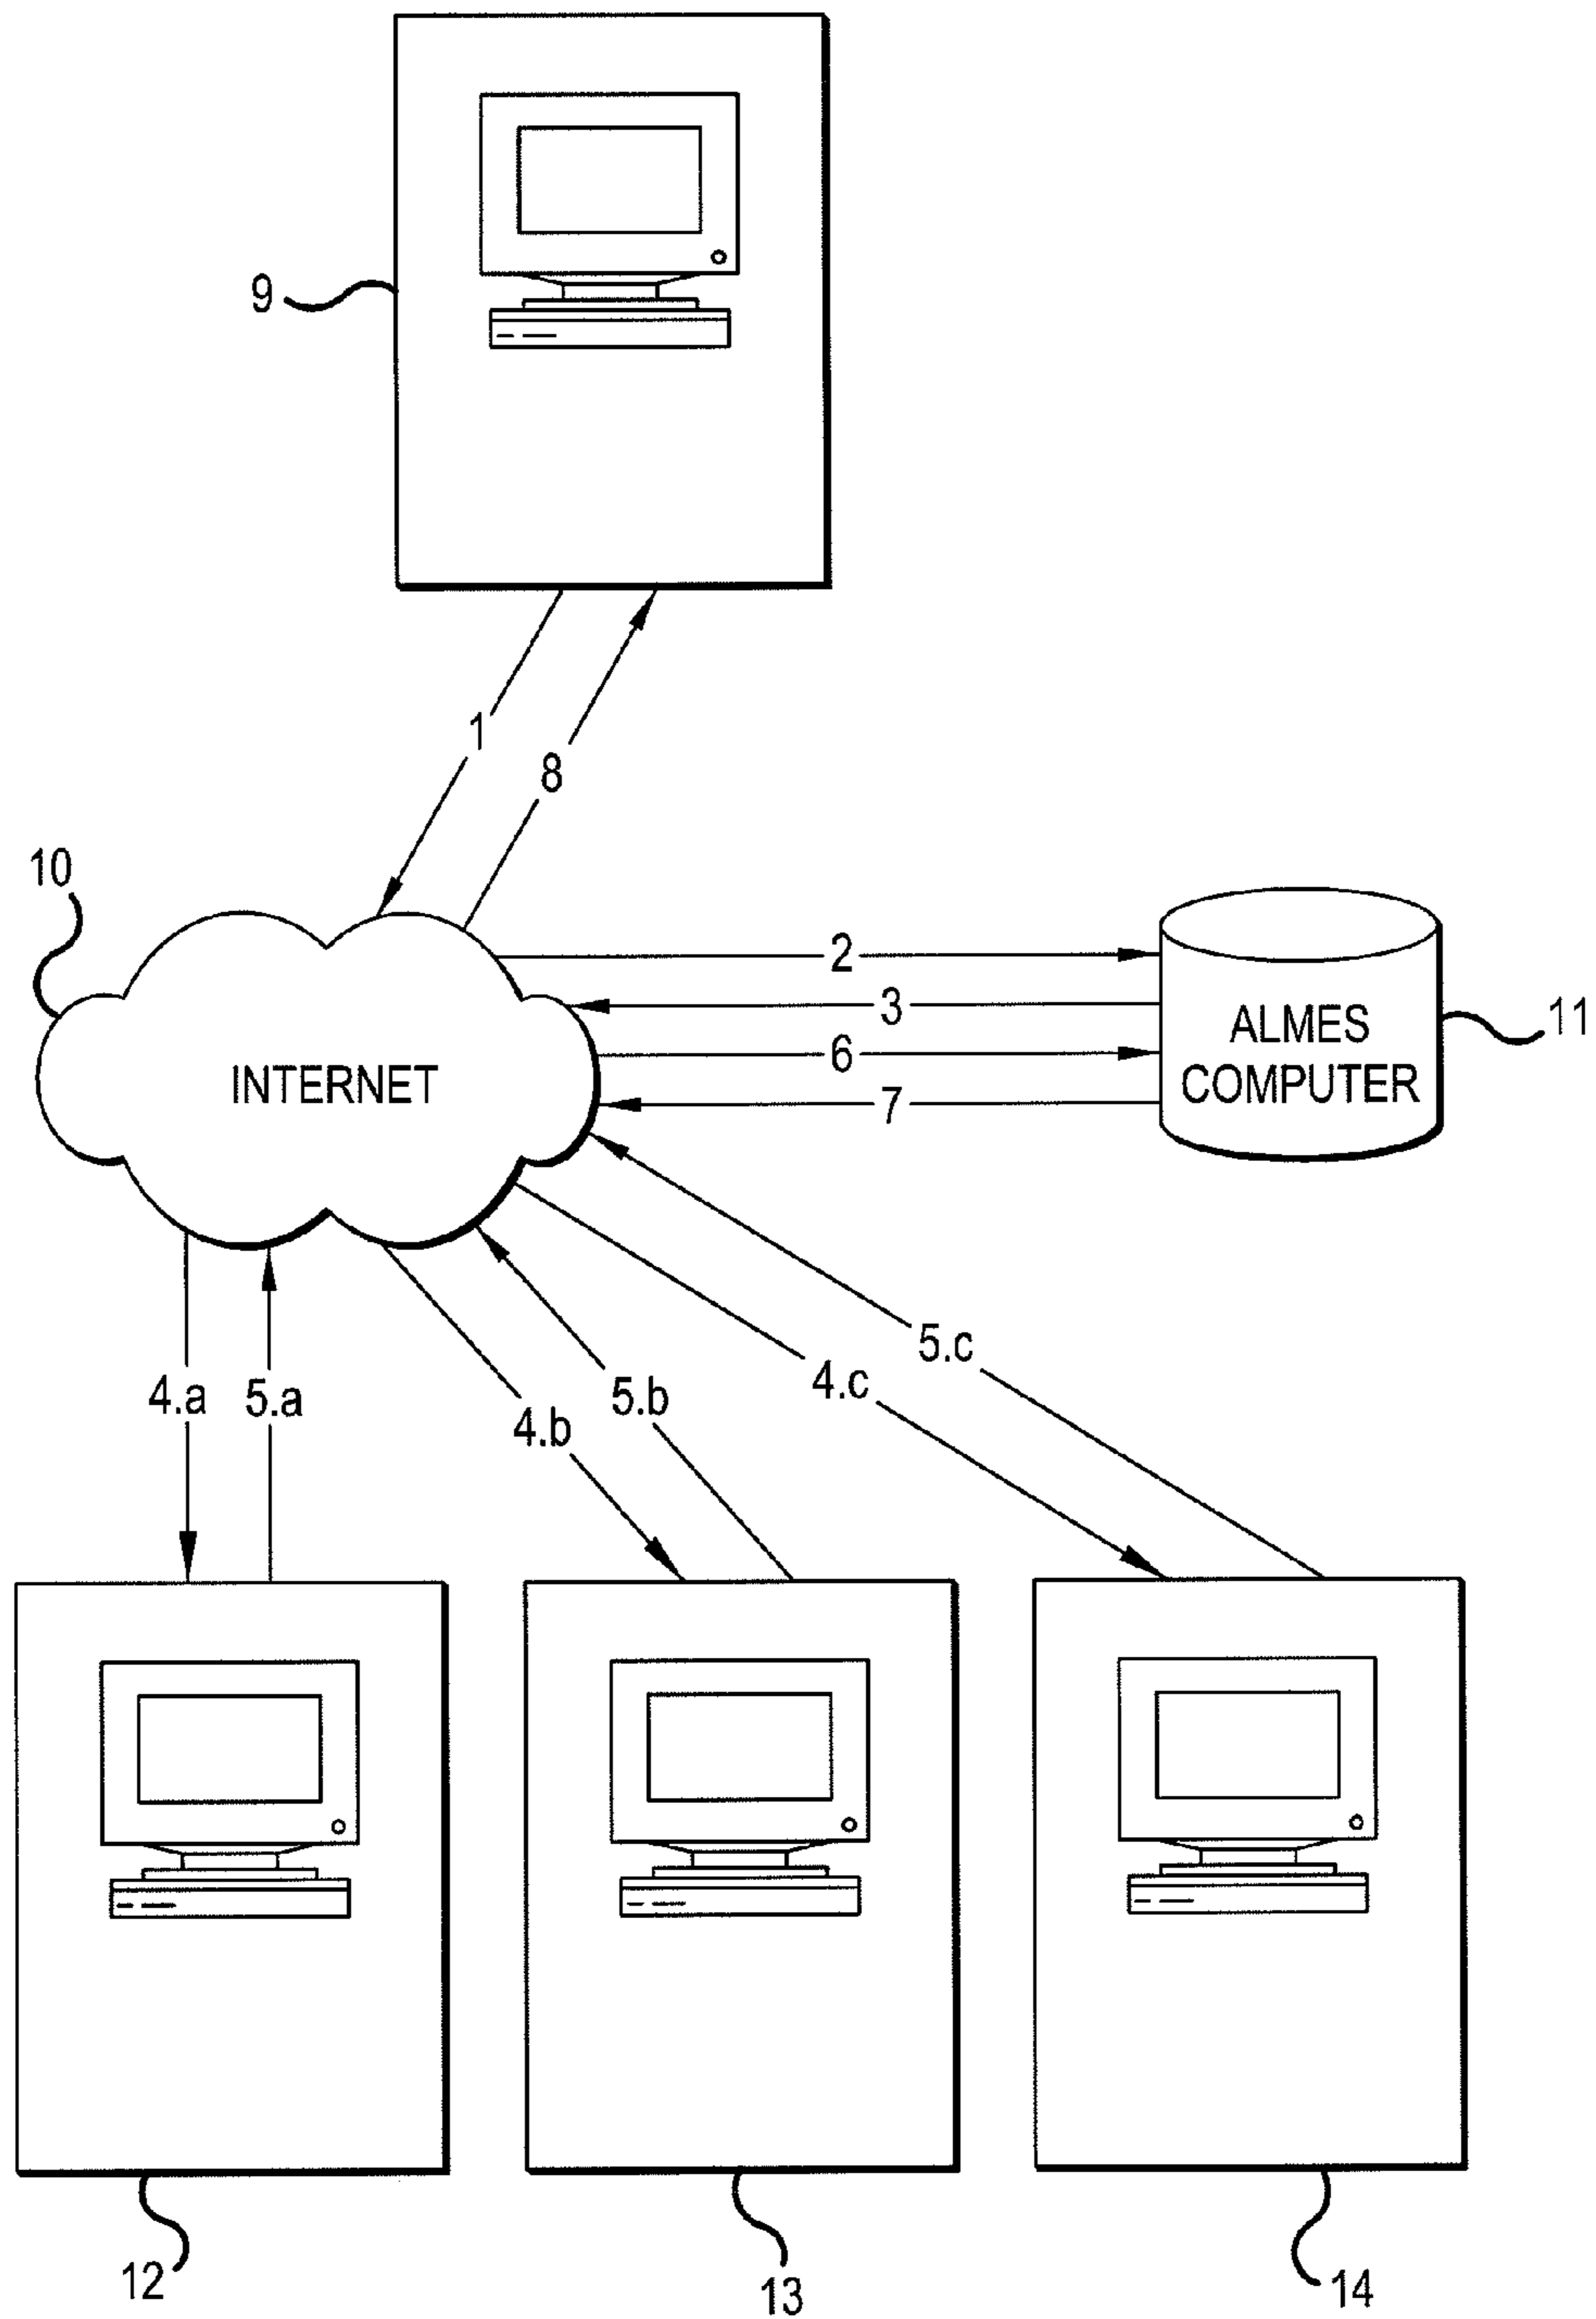 9
1
8
10
2
3
6
7
INTERNET
ALMES
COMPUTER
11
4.a
5.a
4.b
5.b
4.c
5.c
12
13
14